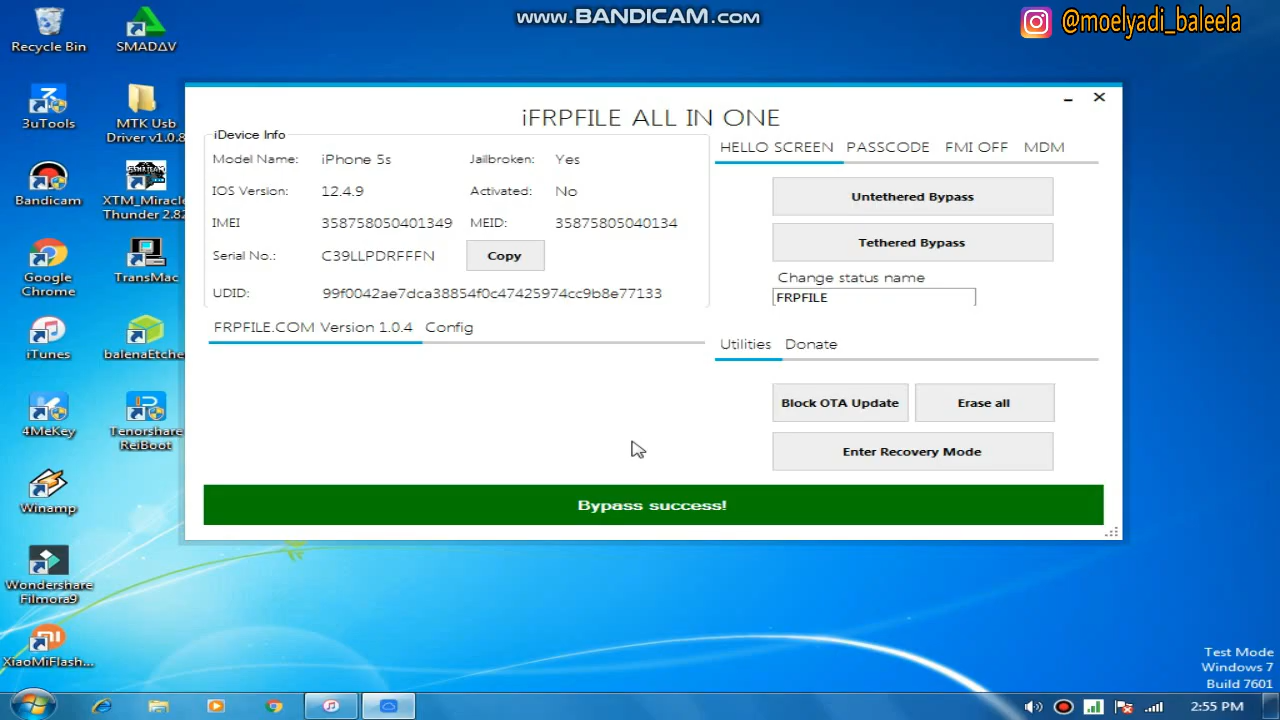 www.BANDICAM.com
@moelyadi_baleela
Recycle Bin
SMADΔV
3uTools
MTK Usb
Driver v1.0.8
Bandicam
XTM_Miracle
Thunder 2.82
Google
Chrome
TransMac
iTunes
balenaEtche
4MeKey
Tenorshare
ReiBoot
Winamp
Wondershare
Filmora9
XiaoMiFlash...
iFRPFILE ALL IN ONE
iDevice Info
Model Name: iPhone 5s Jailbroken: Yes
IOS Version: 12.4.9 Activated: No
IMEI 358758050401349 MEID: 35875805040134
Serial No.: C39LLPDRFFFN Copy
UDID: 99f0042ae7dca38854f0c47425974cc9b8e77133
FRPFILE.COM Version 1.0.4 Config
HELLO SCREEN PASSCODE FMI OFF MDM
Untethered Bypass
Tethered Bypass
Change status name
FRPFILE
Utilities Donate
Block OTA Update Erase all
Enter Recovery Mode
Bypass success!
Test Mode
Windows 7
Build 7601
2:55 PM